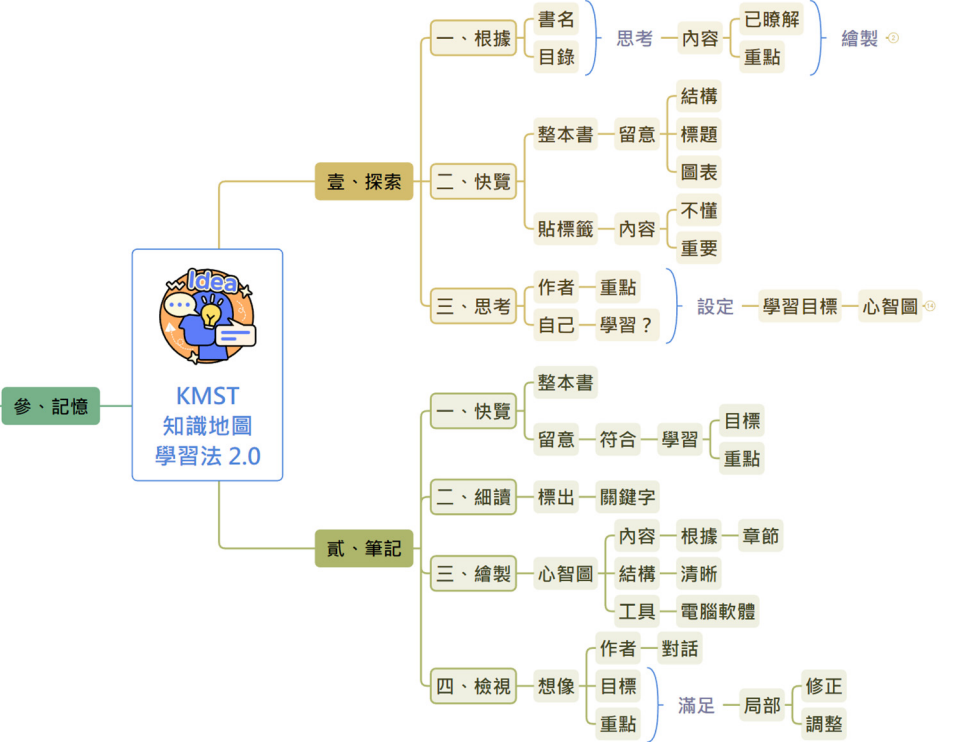 Idea
KMST
知識地圖
學習法 2.0
壹、探索
一、根據
書名
目錄
思考
內容
已瞭解
重點
繪製
2
二、快覽
整本書
留意
結構
標題
圖表
貼標籤
內容
不懂
重要
三、思考
作者
重點
自己
學習？
設定
學習目標
心智圖
14
貳、筆記
一、快覽
整本書
留意
符合
學習
目標
重點
二、細讀
標出
關鍵字
三、繪製
心智圖
內容
根據
章節
結構
清晰
工具
電腦軟體
四、檢視
想像
作者
對話
目標
重點
滿足
局部
修正
調整
參、記憶